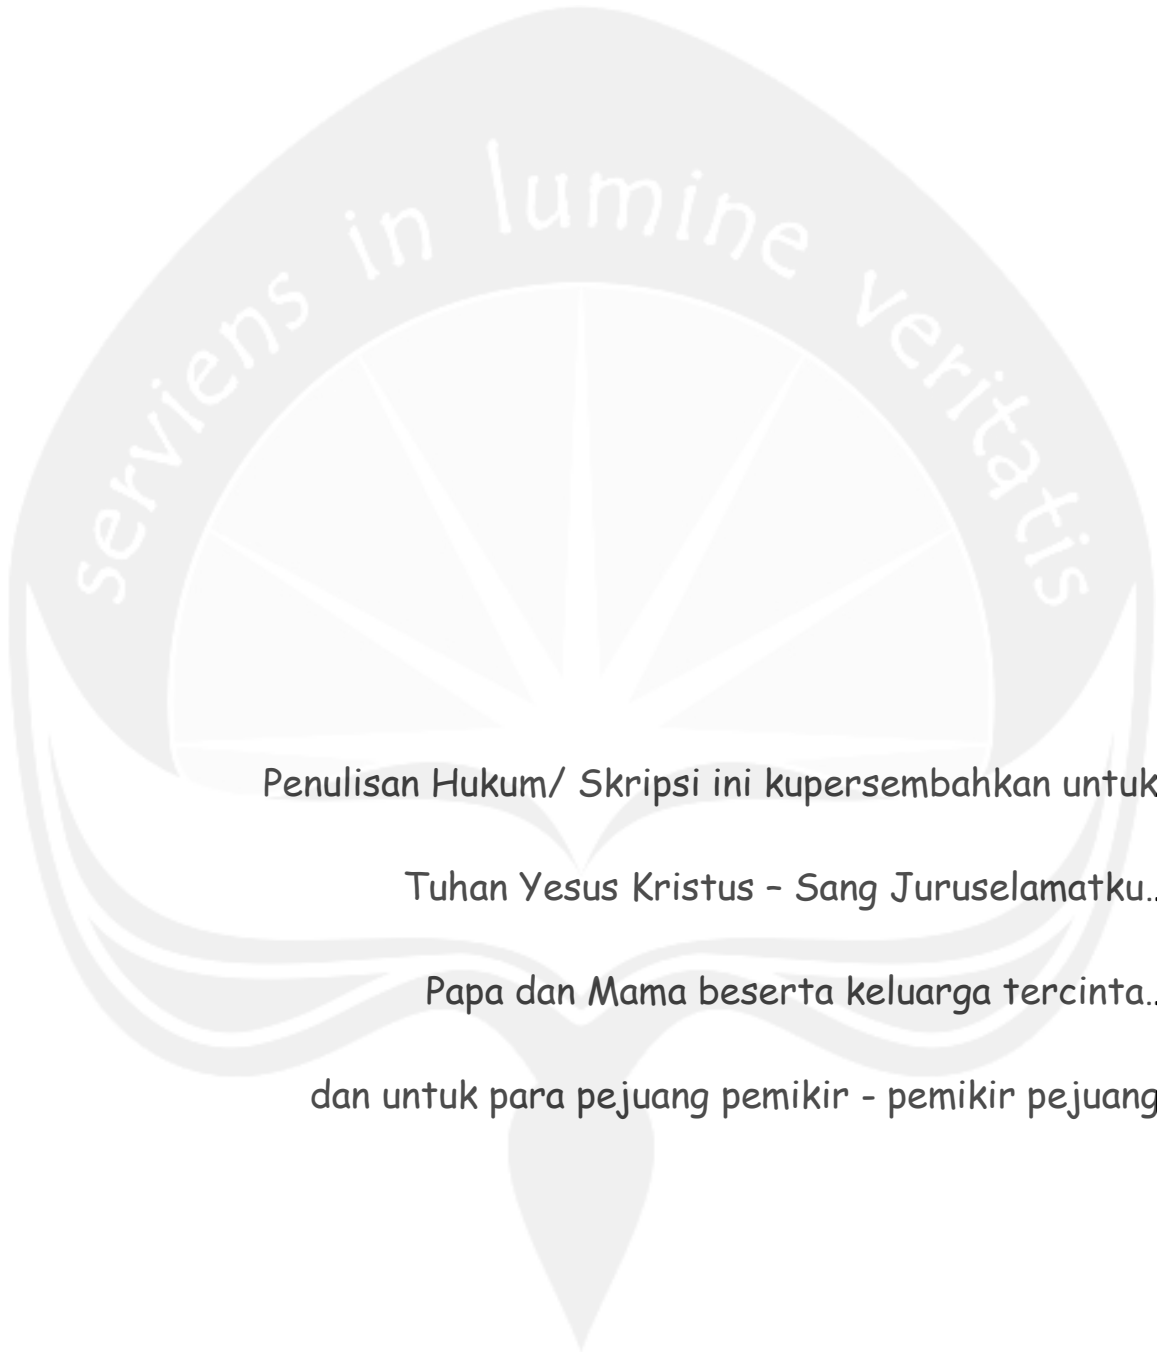 serviens in lumine veritatis
Penulisan Hukum/ Skripsi ini kupersembahkan untuk
Tuhan Yesus Kristus – Sang Juruselamatku..
Papa dan Mama beserta keluarga tercinta..
dan untuk para pejuang pemikir - pemikir pejuang